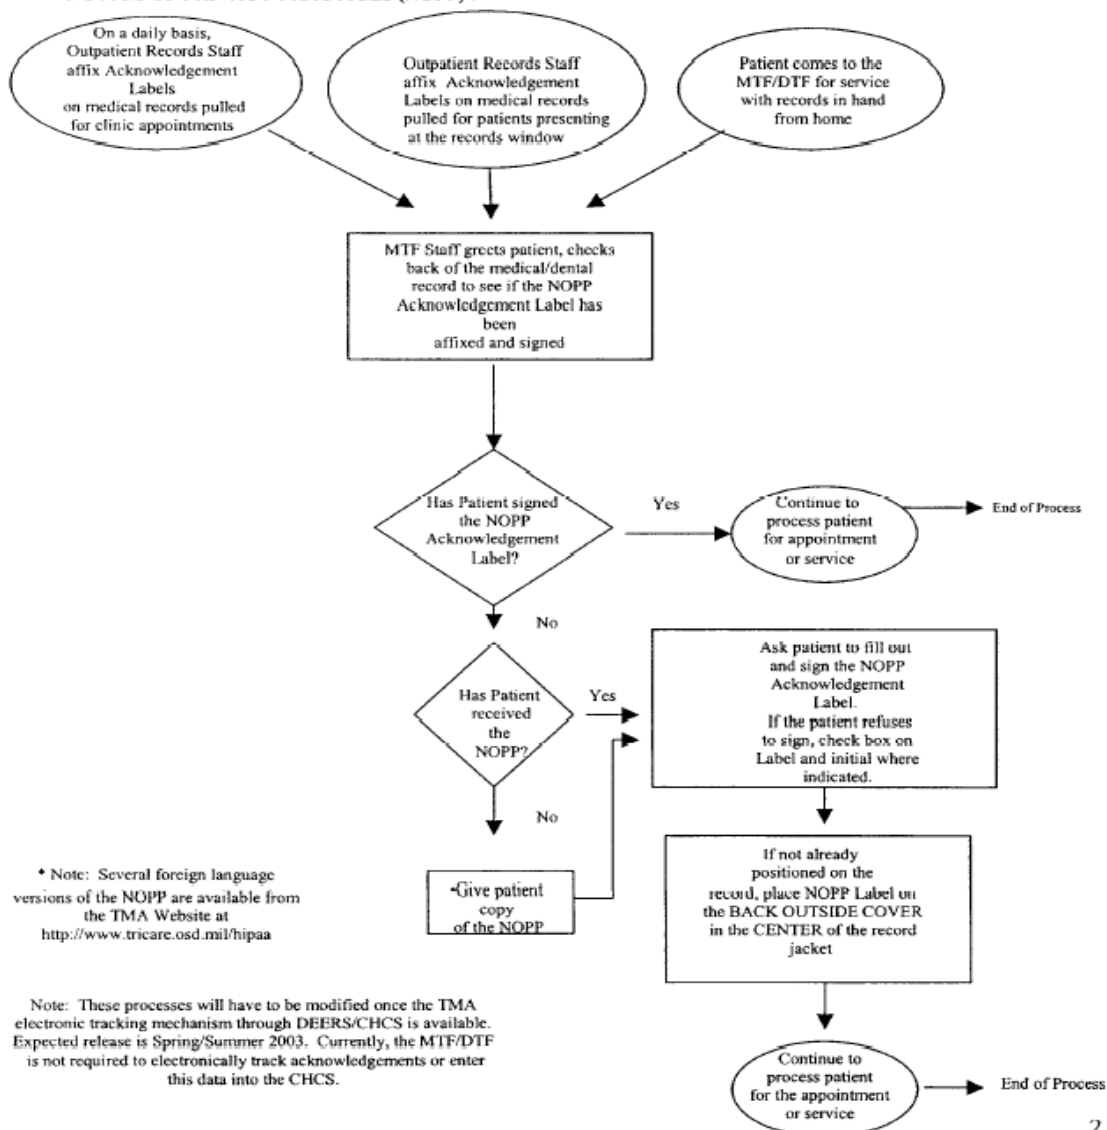 On a daily basis,
Outpatient Records Staff
affix Acknowledgement
Labels
on medical records pulled
for clinic appointments
Outpatient Records Staff
affix Acknowledgement
Labels on medical records
pulled for patients presenting
at the records window
Patient comes to the
MTF/DTF for service
with records in hand
from home
MTF Staff greets patient, checks
back of the medical/dental
record to see if the NOPP
Acknowledgement Label has
been
affixed and signed
Has Patient signed
the NOPP
Acknowledgement
Label?
Yes
Continue to
process patient
for appointment
or service
End of Process
No
Has Patient
received
the
NOPP?
Yes
Ask patient to fill out
and sign the NOPP
Acknowledgement
Label.
If the patient refuses
to sign, check box on
Label and initial where
indicated.
No
*Give patient
copy
of the NOPP
If not already
positioned on the
record, place NOPP Label on
the BACK OUTSIDE COVER
in the CENTER of the record
jacket
* Note: Several foreign language
versions of the NOPP are available from
the TMA Website at
http://www.tricare.osd.mil/hipaa
Note: These processes will have to be modified once the TMA
electronic tracking mechanism through DEERS/CHCS is available.
Expected release is Spring/Summer 2003. Currently, the MTF/DTF
is not required to electronically track acknowledgements or enter
this data into the CHCS.
Continue to
process patient
for the appointment
or service
End of Process
2